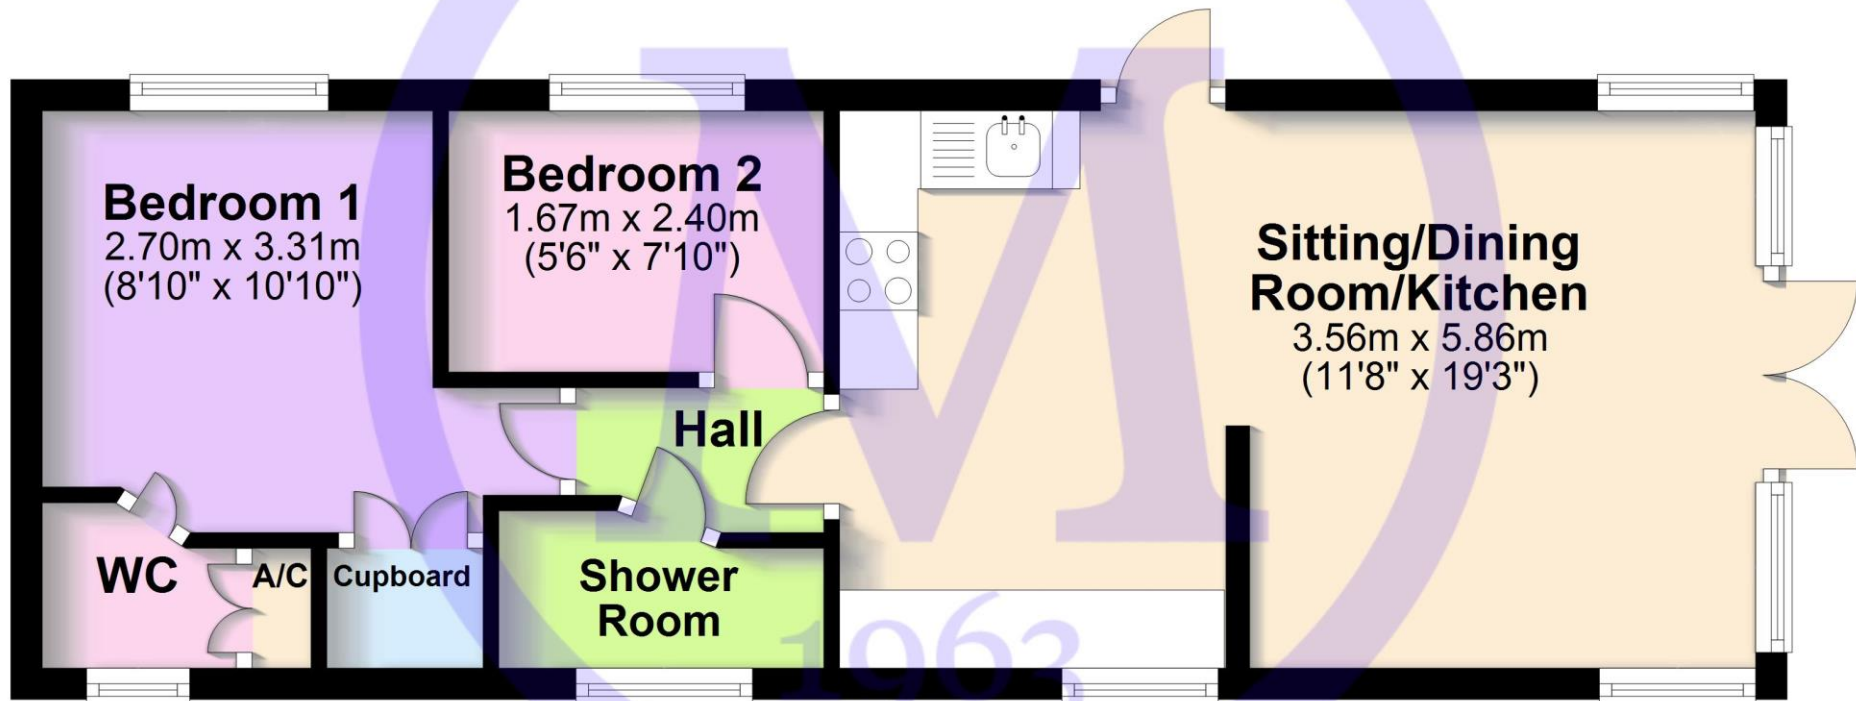 Bedroom 1
2.70m x 3.31m
(8'10" x 10'10")
Bedroom 2
1.67m x 2.40m
(5'6" x 7'10")
Sitting/Dining
Room/Kitchen
3.56m x 5.86m
(11'8" x 19'3")
Hall
WC
A/C
Cupboard
Shower
Room
M
1963